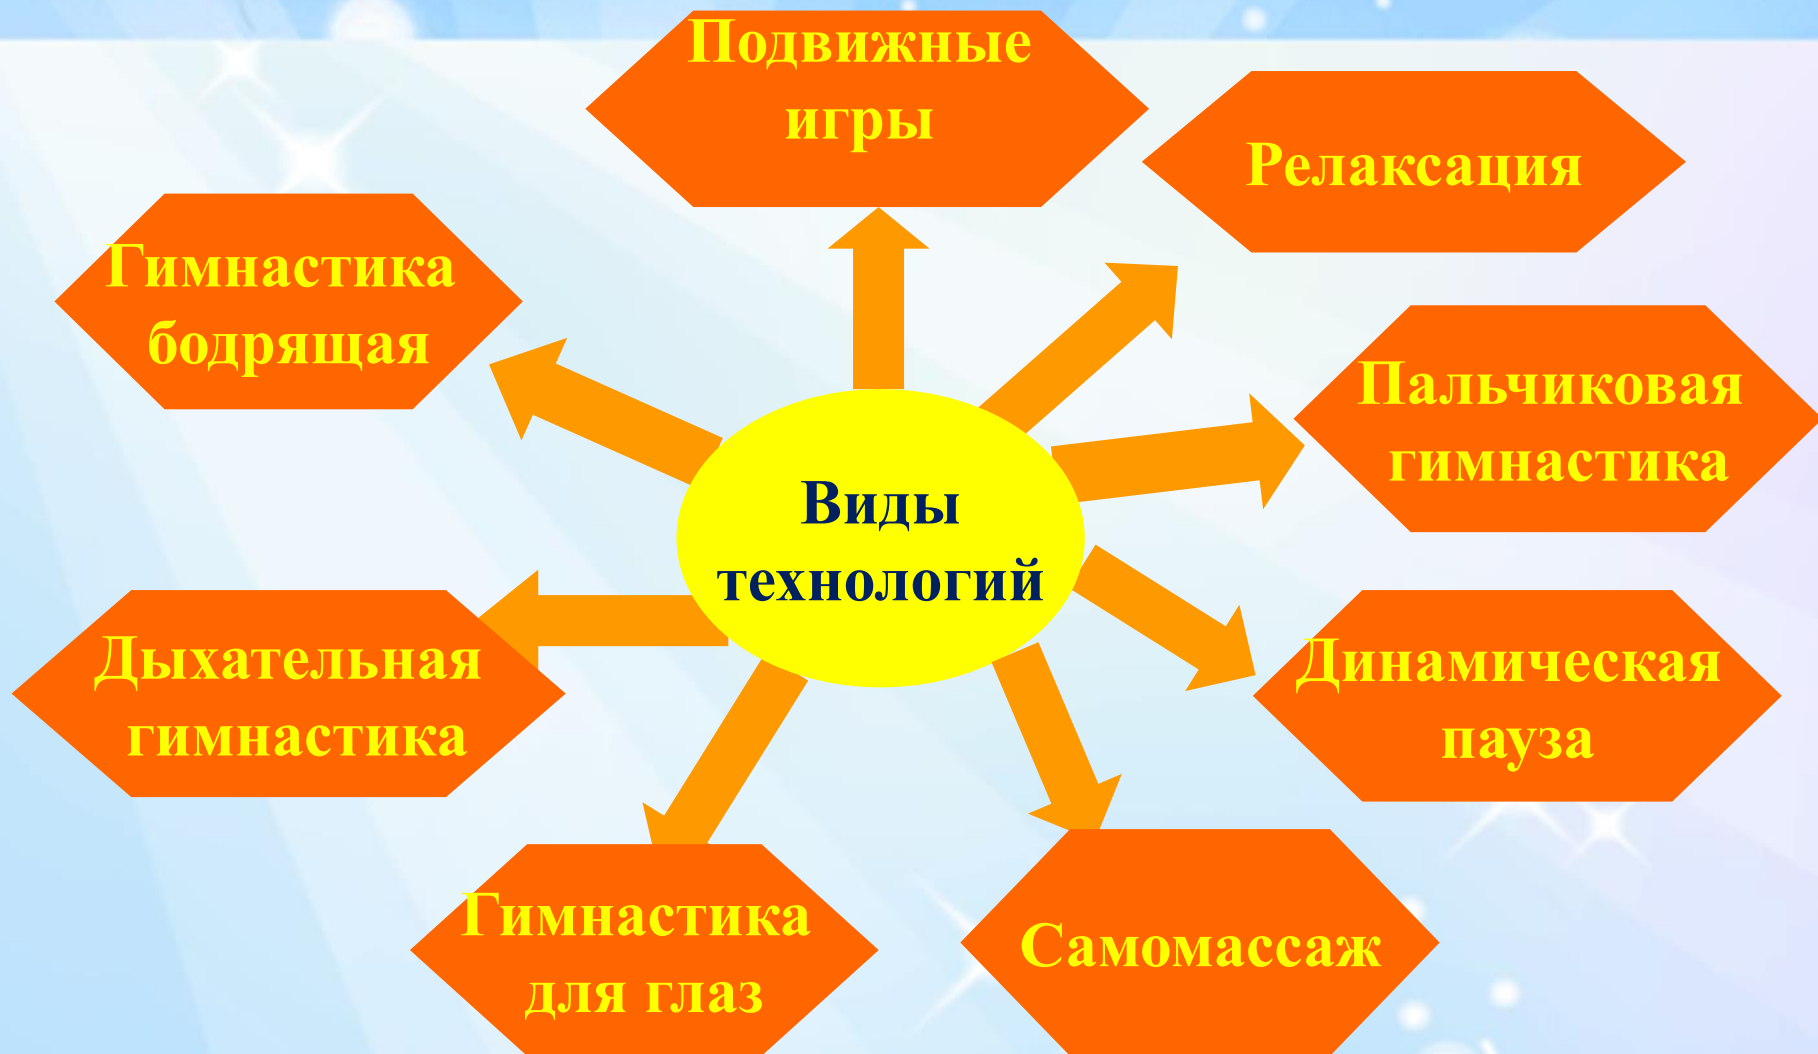 Подвижные
игры
Релаксация
Гимнастика
бодрящая
Пальчиковая
гимнастика
Виды
технологий
Дыхательная
гимнастика
Динамическая
пауза
Гимнастика
для глаз
Самомассаж